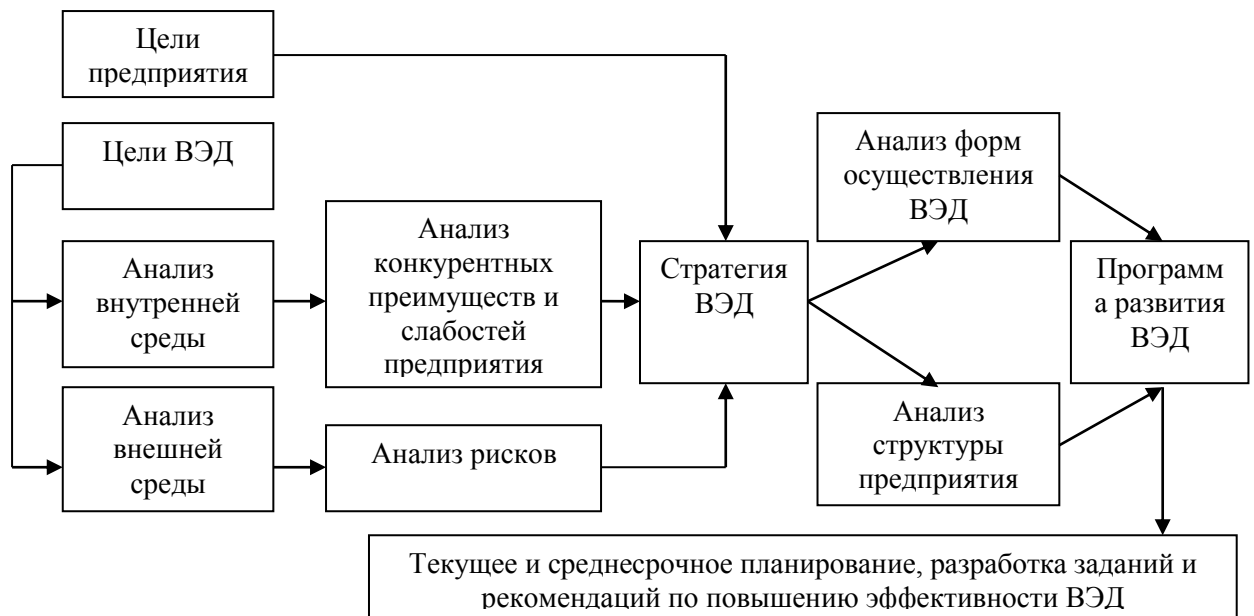 Цели
предприятия
Цели ВЭД
Анализ
внутренней
среды
Анализ
внешней
среды
Анализ
конкурентных
преимуществ и
слабостей
предприятия
Анализ рисков
Стратегия
ВЭД
Анализ форм
осуществления
ВЭД
Анализ
структуры
предприятия
Программ
а развития
ВЭД
Текущее и среднесрочное планирование, разработка заданий и
рекомендаций по повышению эффективности ВЭД